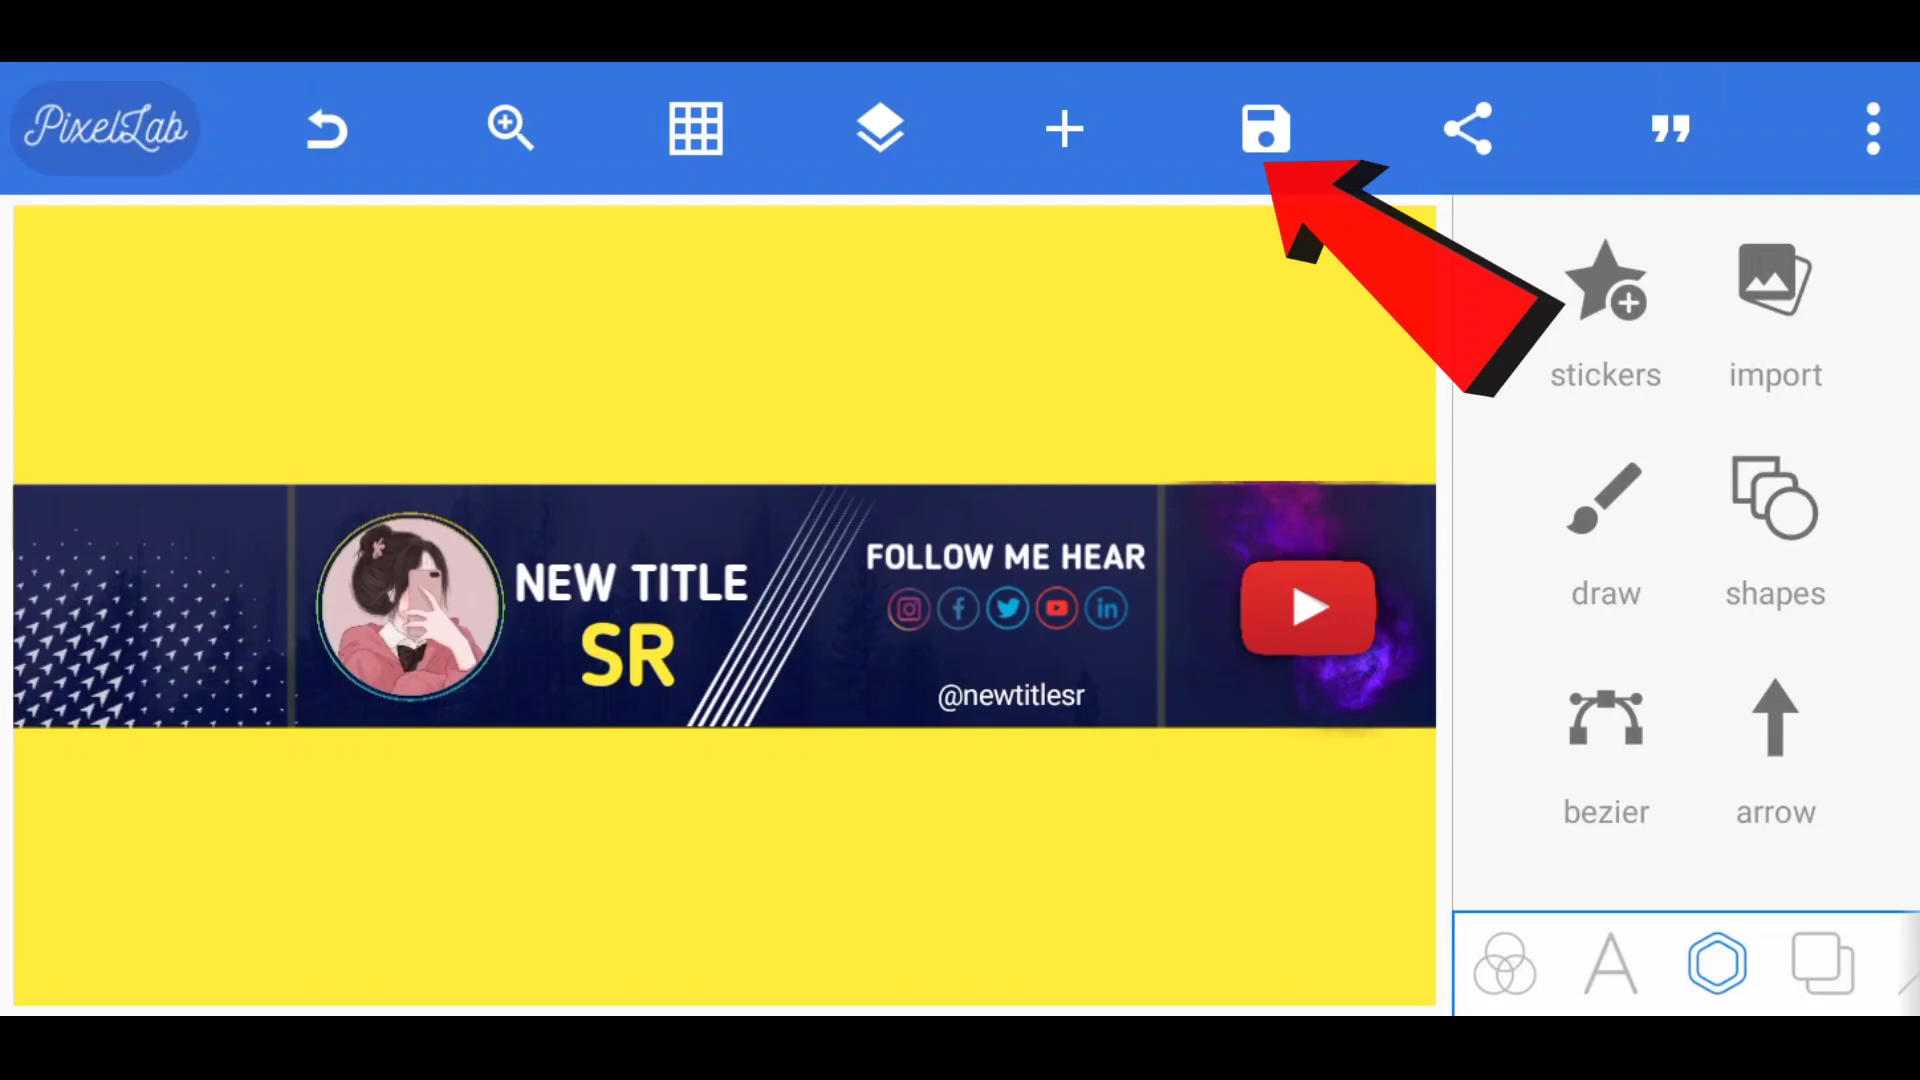 PixelLab
stickers
import
draw
shapes
bezier
arrow
NEW TITLE
SR
FOLLOW ME HEAR
@newtitlesr